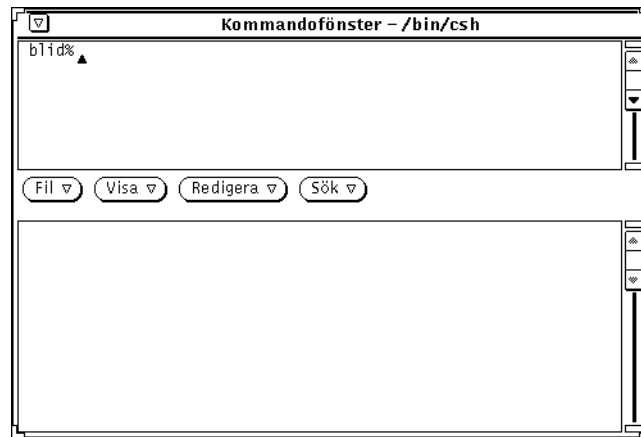 Kommandofönster – /bin/csh
blid%
Fil Visa Redigera Sök